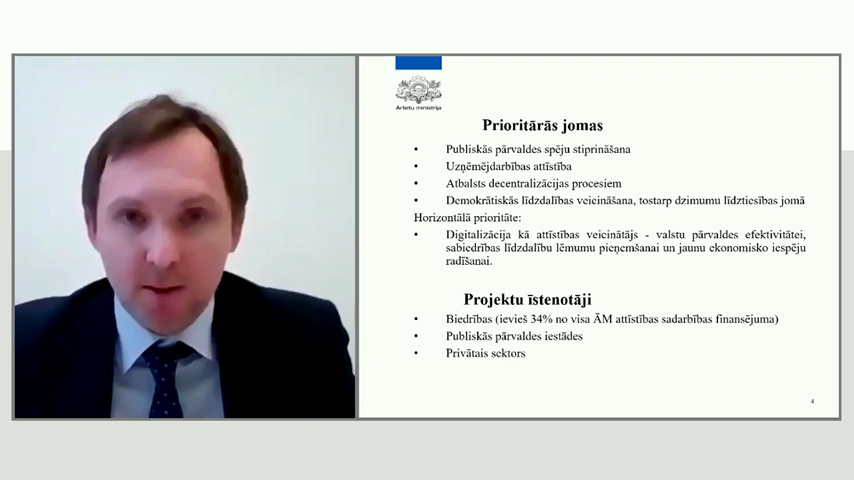 Ārlietu ministrija
Prioritārās jomas
• Publiskās pārvaldes spēju stiprināšana
• Uzņēmējdarbības attīstība
• Atbalsts decentralizācijas procesiem
• Demokrātiskās līdzdalības veicināšana, tostarp dzimumu līdztiesības jomā
Horizontālā prioritāte:
• Digitalizācija kā attīstības veicinātājs - valstu pārvaldes efektivitātei,
sabiedrības līdzdalību lēmumu pieņemšanai un jaunu ekonomisko iespēju
radīšanai.
Projektu īstenotāji
• Biedrības (ievieš 34% no visa ĀM attīstības sadarbības finansējuma)
• Publiskās pārvaldes iestādes
• Privātais sektors
4